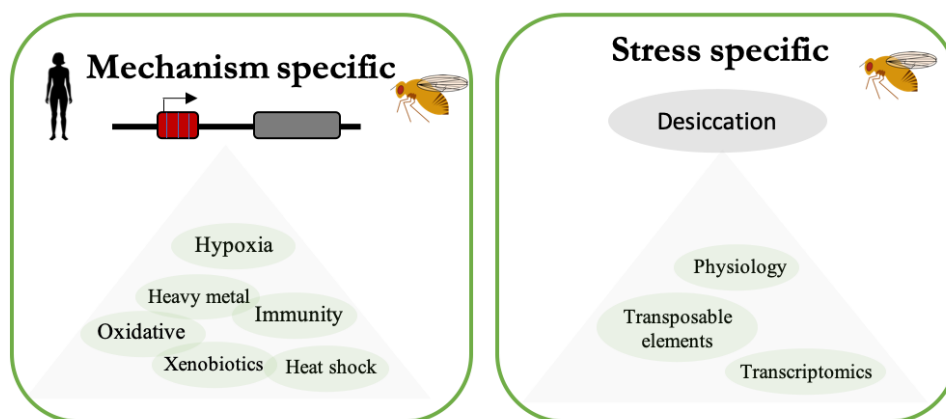 Mechanism specific
Hypoxia
Heavy metal
Immunity
Oxidative
Xenobiotics
Heat shock
Stress specific
Desiccation
Physiology
Transposable
elements
Transcriptomics